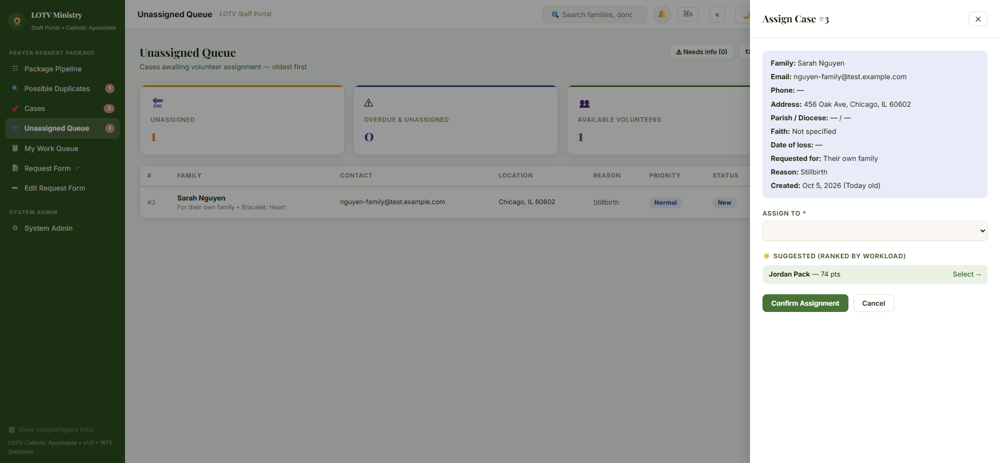 LOTV Ministry
Staff Portal • Catholic Apostolate
PRAYER REQUEST PACKAGE
Package Pipeline
Possible Duplicates 1
Cases 2
Unassigned Queue 1
My Work Queue
Request Form ↗
Edit Request Form
SYSTEM ADMIN
System Admin
Show merged/legacy links
LOTV Catholic Apostolate • v1.0 • WTE
Solutions
Unassigned Queue LOTV Staff Portal
Search families, donc
⌘K
«
Unassigned Queue
Cases awaiting volunteer assignment — oldest first
⚠ Needs info (0)
↻
END
UNASSIGNED
1
OVERDUE & UNASSIGNED
0
AVAILABLE VOLUNTEERS
1
# FAMILY CONTACT LOCATION REASON PRIORITY STATUS
#3 Sarah Nguyen nguyen-family@test.example.com Chicago, IL 60602 Stillbirth Normal New
For their own family • Bracelet: Heart
Assign Case #3
✕
Family: Sarah Nguyen
Email: nguyen-family@test.example.com
Phone: —
Address: 456 Oak Ave, Chicago, IL 60602
Parish / Diocese: — / —
Faith: Not specified
Date of loss: —
Requested for: Their own family
Reason: Stillbirth
Created: Oct 5, 2026 (Today old)
ASSIGN TO *
SUGGESTED (RANKED BY WORKLOAD)
Jordan Pack — 74 pts Select →
Confirm Assignment
Cancel